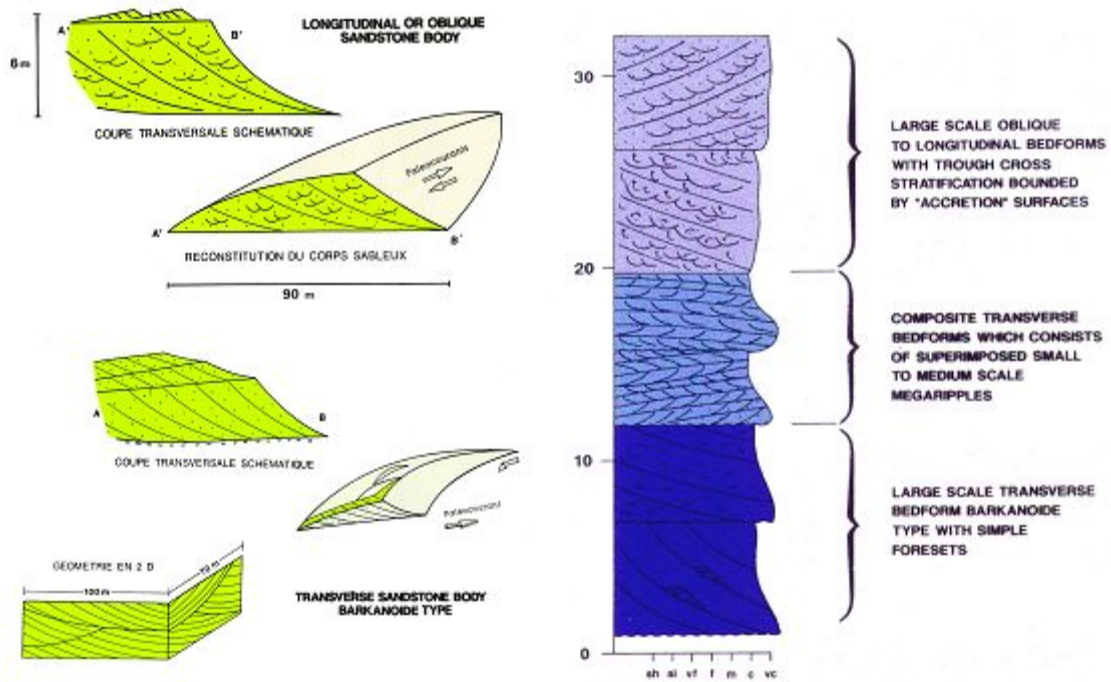 LONGITUDINAL OR OBLIQUE
SANDSTONE BODY
A'
B'
6m
COUPE TRANSVERSALE SCHEMATIQUE
Paleocourants
A'
B'
RECONSTITUTION DU CORPS SABLEUX
90 m
A
B
COUPE TRANSVERSALE SCHEMATIQUE
Paleocourant
GEOMETRIE EN 2 D
70 m
100 m
TRANSVERSE SANDSTONE BODY
BARKANOIDE TYPE
30
20
10
0
sh si vf f m c vc
LARGE SCALE OBLIQUE
TO LONGITUDINAL BEDFORMS
WITH TROUGH CROSS
STRATIFICATION BOUNDED
BY "ACCRETION" SURFACES
COMPOSITE TRANSVERSE
BEDFORMS WHICH CONSISTS
OF SUPERIMPOSED SMALL
TO MEDIUM SCALE
MEGARIPPLES
LARGE SCALE TRANSVERSE
BEDFORM BARKANOIDE
TYPE WITH SIMPLE
FORESETS